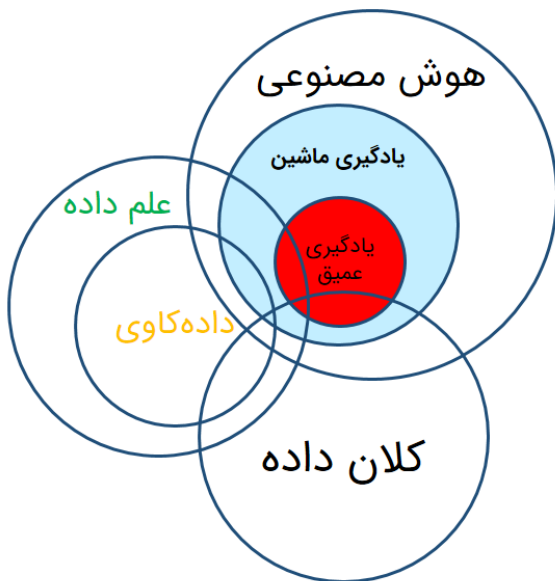 هوش مصنوعی
یادگیری ماشین
علم داده
یادگیری
عمیق
داده‌کاوی
کلان داده